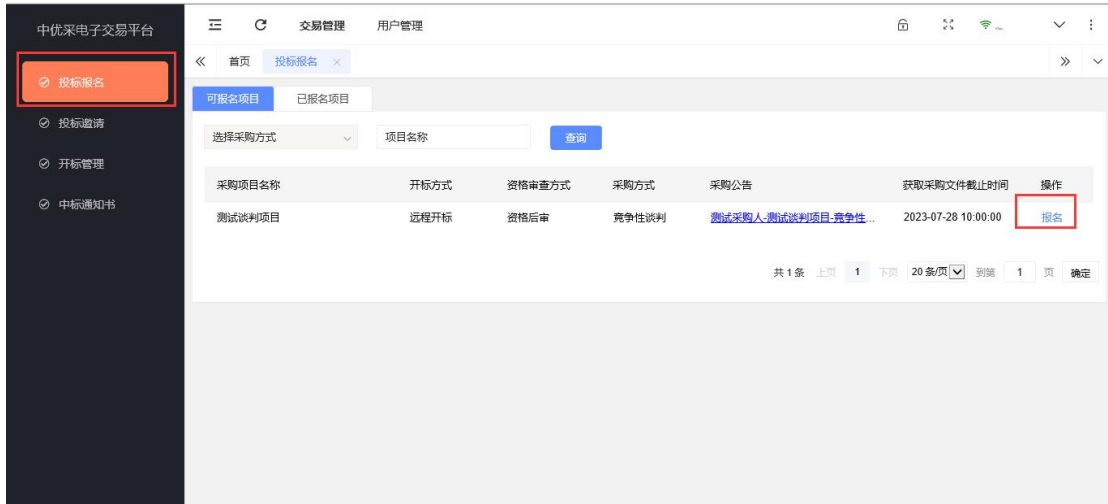 中优采电子交易平台
交易管理 用户管理
首页 投标报名 ×
投标报名
投标邀请
开标管理
中标通知书
可报名项目 已报名项目
选择采购方式 项目名称 查询
采购项目名称 开标方式 资格审查方式 采购方式 采购公告 获取采购文件截止时间 操作
测试谈判项目 远程开标 资格后审 竞争性谈判 测试采购人-测试谈判项目-竞争性... 2023-07-28 10:00:00 报名
共 1 条 上页 1 下页 20 条/页 到第 1 页 确定